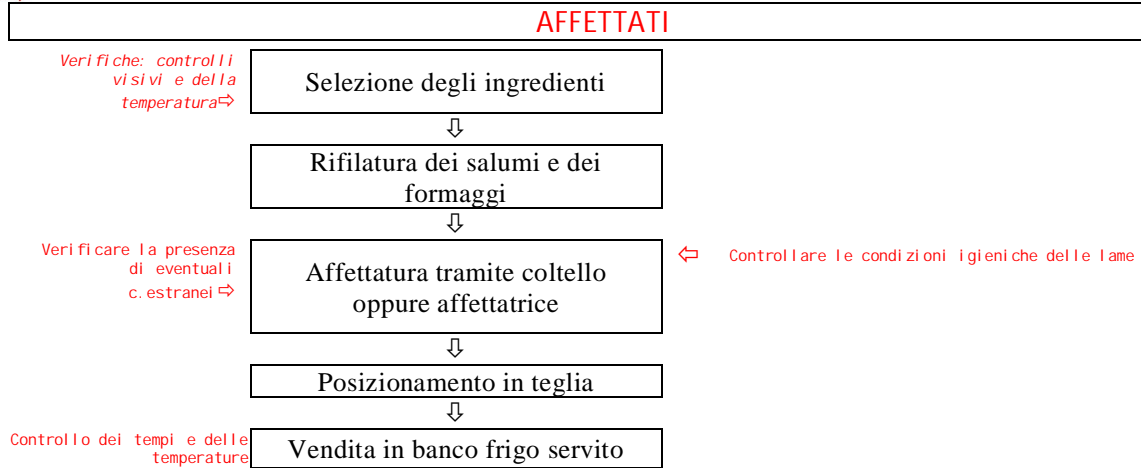 AFFETTATI
Verifiche: controlli
visivi e della
temperatura⇨
Selezione degli ingredienti
⇩
Rifilatura dei salumi e dei
formaggi
⇩
Verificare la presenza
di eventuali
c.estranei ⇨
Affettatura tramite coltello
oppure affettatrice
⇦ Controllare le condizioni igieniche delle lame
⇩
Posizionamento in teglia
⇩
Controllo dei tempi e delle
temperature
Vendita in banco frigo servito